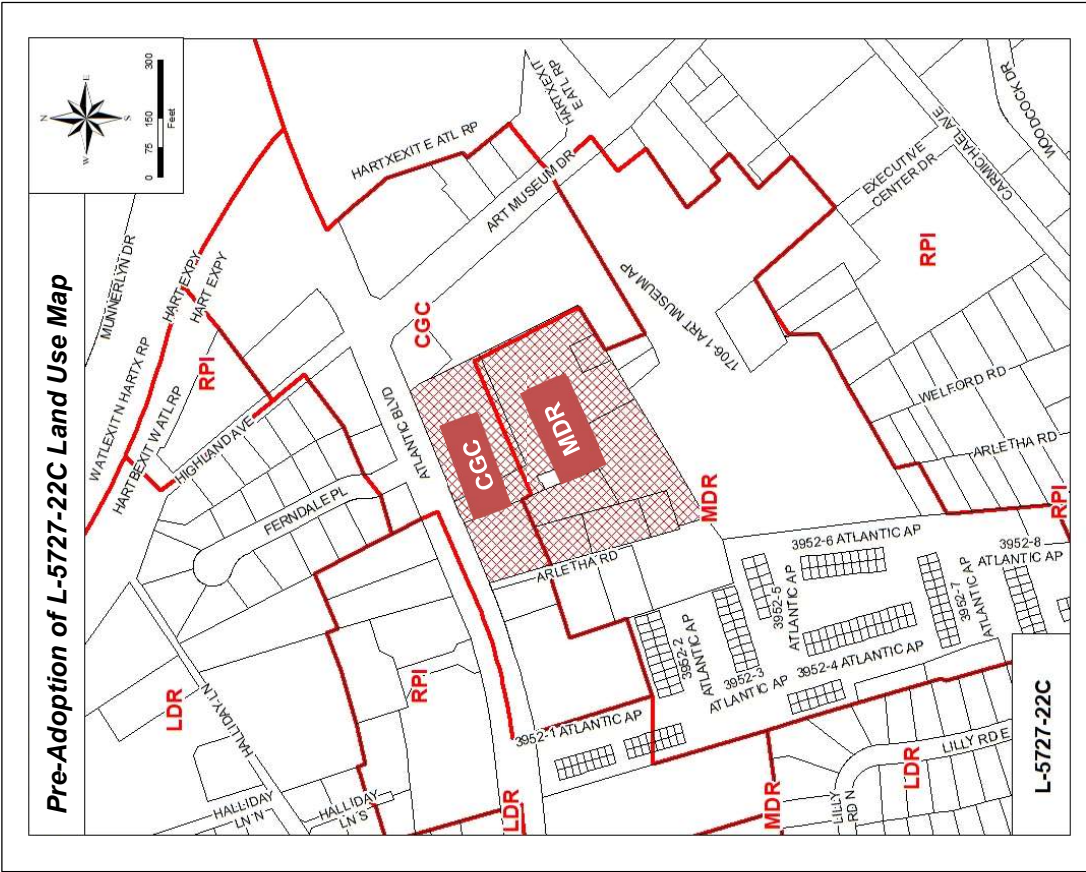 Pre-Adoption of L-5727-22C Land Use Map
N
W
E
S
0 75 150 300
Feet
MUNNERLYN DR
WATLEXIT N HARTX RP
HART EXPY
HART EXPY
HARTBEXIT W ATL RP
RPI
HIGHLAND AVE
HARTXEXIT E ATL RP
HARTXEXIT
E ATL RP
ART MUSEUM DR
FERNDALE PL
ATLANTIC BLVD
CGC
LDR
HALLIDAY LN
HALLIDAY
LN N
HALLIDAY
LN S
RPI
CGC
MDR
1706-1 ART MUSEUM AP
EXECUTIVE
CENTER DR
CARMICHAEL AVE
WOODCOCK DR
RPI
ARLETHA RD
MDR
WELFORD RD
ARLETHA RD
RPI
3952-1 ATLANTIC AP
3952-2
ATLANTIC AP
3952-3
ATLANTIC AP
3952-4 ATLANTIC AP
3952-5
ATLANTIC AP
3952-6 ATLANTIC AP
3952-7
ATLANTIC AP
3952-8
ATLANTIC AP
LDR
MDR
LILLY
RD N
LDR
LILLY RD E
L-5727-22C